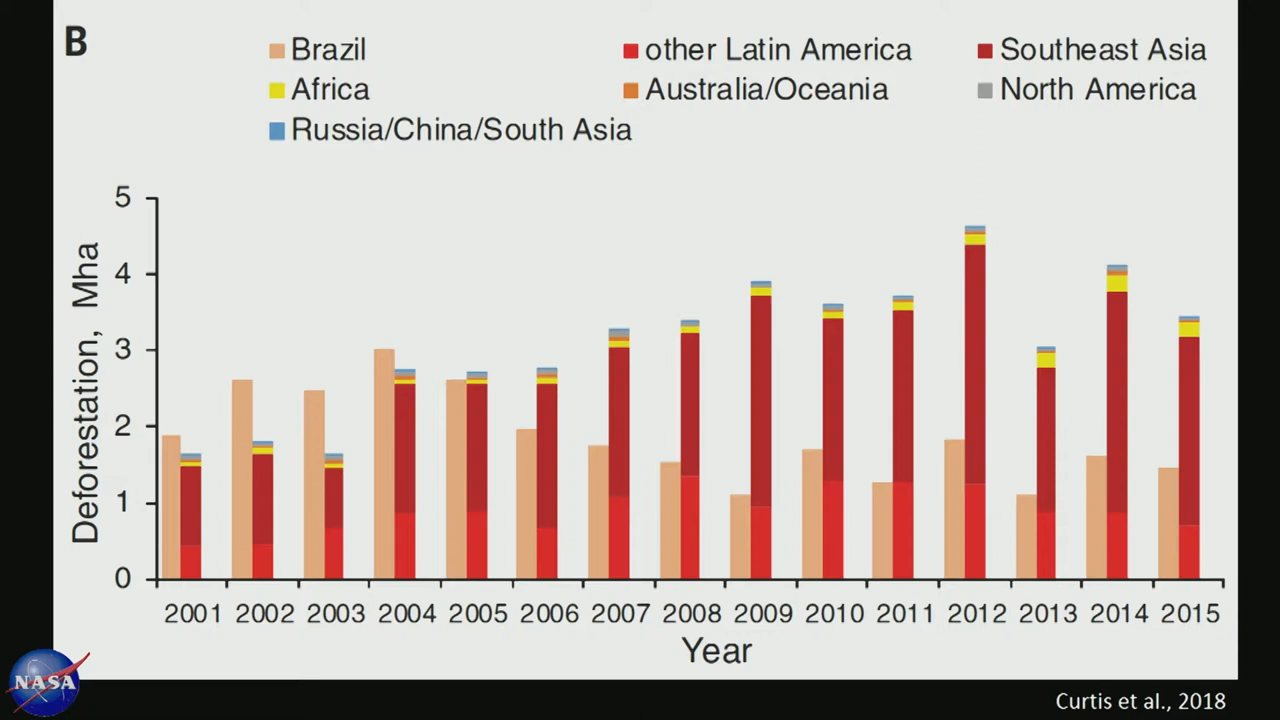 B
Brazil other Latin America Southeast Asia
Africa Australia/Oceania North America
Russia/China/South Asia
5
4
3
2
1
0
Deforestation, Mha
2001 2002 2003 2004 2005 2006 2007 2008 2009 2010 2011 2012 2013 2014 2015
Year
NASA
Curtis et al., 2018